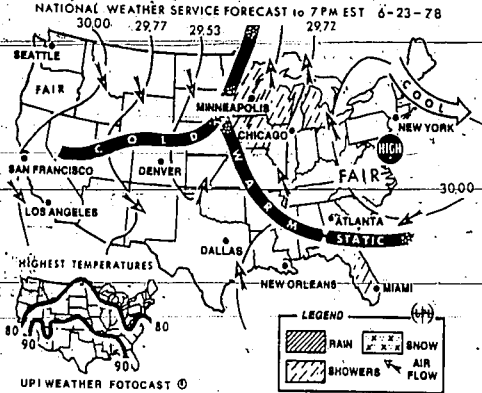 NATIONAL WEATHER SERVICE FORECAST to 7 PM EST 6-23-78
30.00 29.77 29.53 29.72
SEATTLE
FAIR
COOL
MINNEAPOLIS
NEW YORK
COLD
CHICAGO
HIGH
SAN FRANCISCO
DENVER
WARM
FAIR
30.00
LOS ANGELES
ATLANTA
STATIC
DALLAS
HIGHEST TEMPERATURES
NEW ORLEANS
MIAMI
80 80
90 90
LEGEND
UPI
RAIN
SNOW
SHOWERS
AIR FLOW
UPI WEATHER FOTOCAST